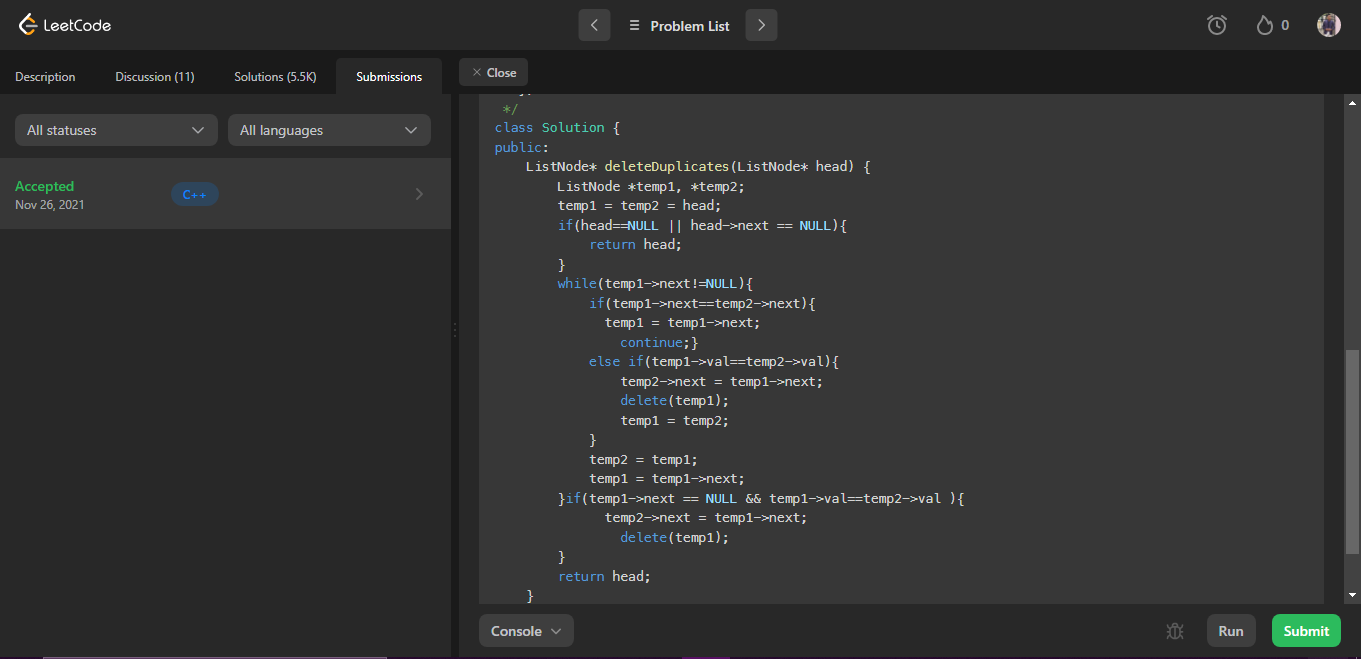 LeetCode
Problem List
0
Description
Discussion (11)
Solutions (5.5K)
Submissions
× Close
All statuses
All languages
Accepted
Nov 26, 2021
C++
*/
class Solution {
public:
    ListNode* deleteDuplicates(ListNode* head) {
        ListNode *temp1, *temp2;
        temp1 = temp2 = head;
        if(head==NULL || head->next == NULL){
            return head;
        }
        while(temp1->next!=NULL){
            if(temp1->next==temp2->next){
              temp1 = temp1->next;
                continue;}
            else if(temp1->val==temp2->val){
                temp2->next = temp1->next;
                delete(temp1);
                temp1 = temp2;
            }
            temp2 = temp1;
            temp1 = temp1->next;
        }if(temp1->next == NULL && temp1->val==temp2->val ){
              temp2->next = temp1->next;
                delete(temp1);
        }
        return head;
    }
Console
Run
Submit